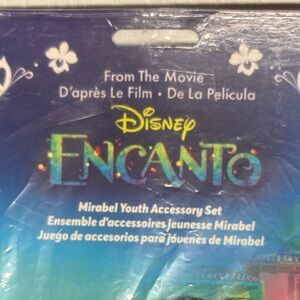 From The Movie
D'après Le Film • De La Película
Disney
ENCANTO
Mirabel Youth Accessory Set
Ensemble d'accessoires jeunesse Mirabel
Juego de accesorios para jóvenes de Mirabel